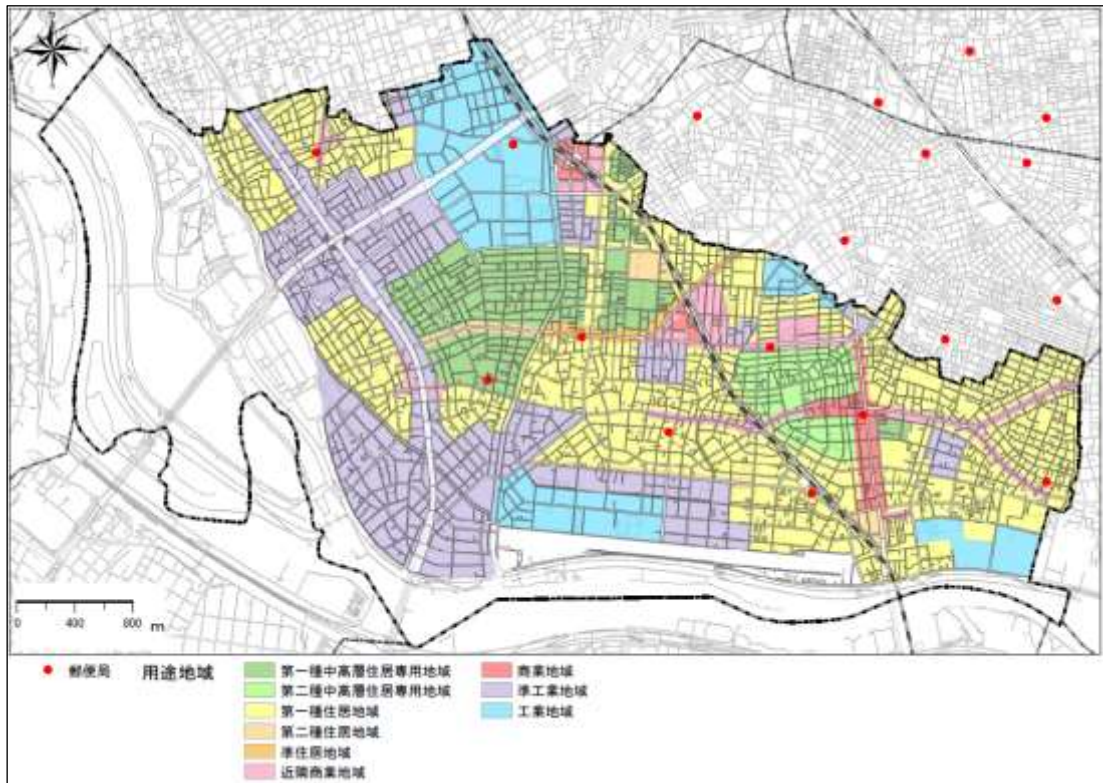 0 400 800 m
郵便局
用途地域
第一種中高層住居専用地域
第二種中高層住居専用地域
第一種住居地域
第二種住居地域
準住居地域
近隣商業地域
商業地域
準工業地域
工業地域